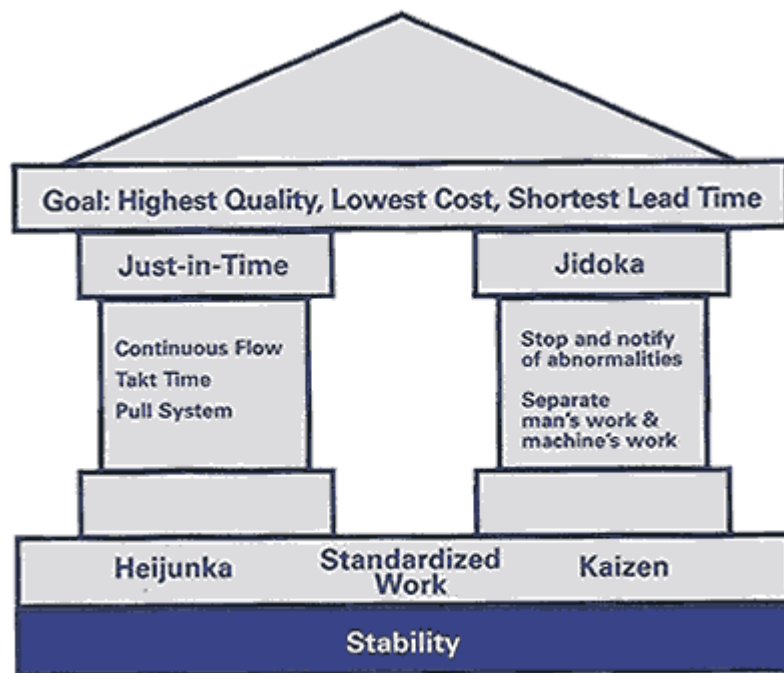 Goal: Highest Quality, Lowest Cost, Shortest Lead Time
Just-in-Time
Continuous Flow
Takt Time
Pull System
Jidoka
Stop and notify
of abnormalities
Separate
man's work &
machine's work
Heijunka
Standardized
Work
Kaizen
Stability